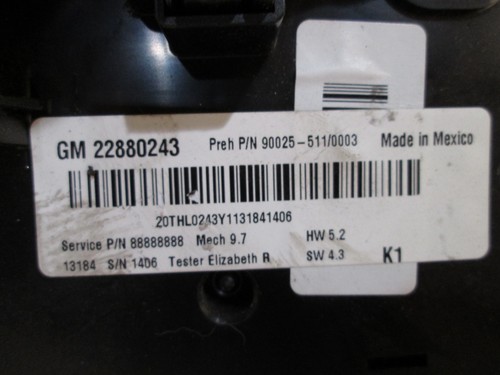 GM 22880243 Preh P/N 90025-511/0003 Made in Mexico
20THL0243Y1131841406
Service P/N 88888888 Mech 9.7 HW 5.2
13184 S/N 1406 Tester Elizabeth R SW 4.3 K1